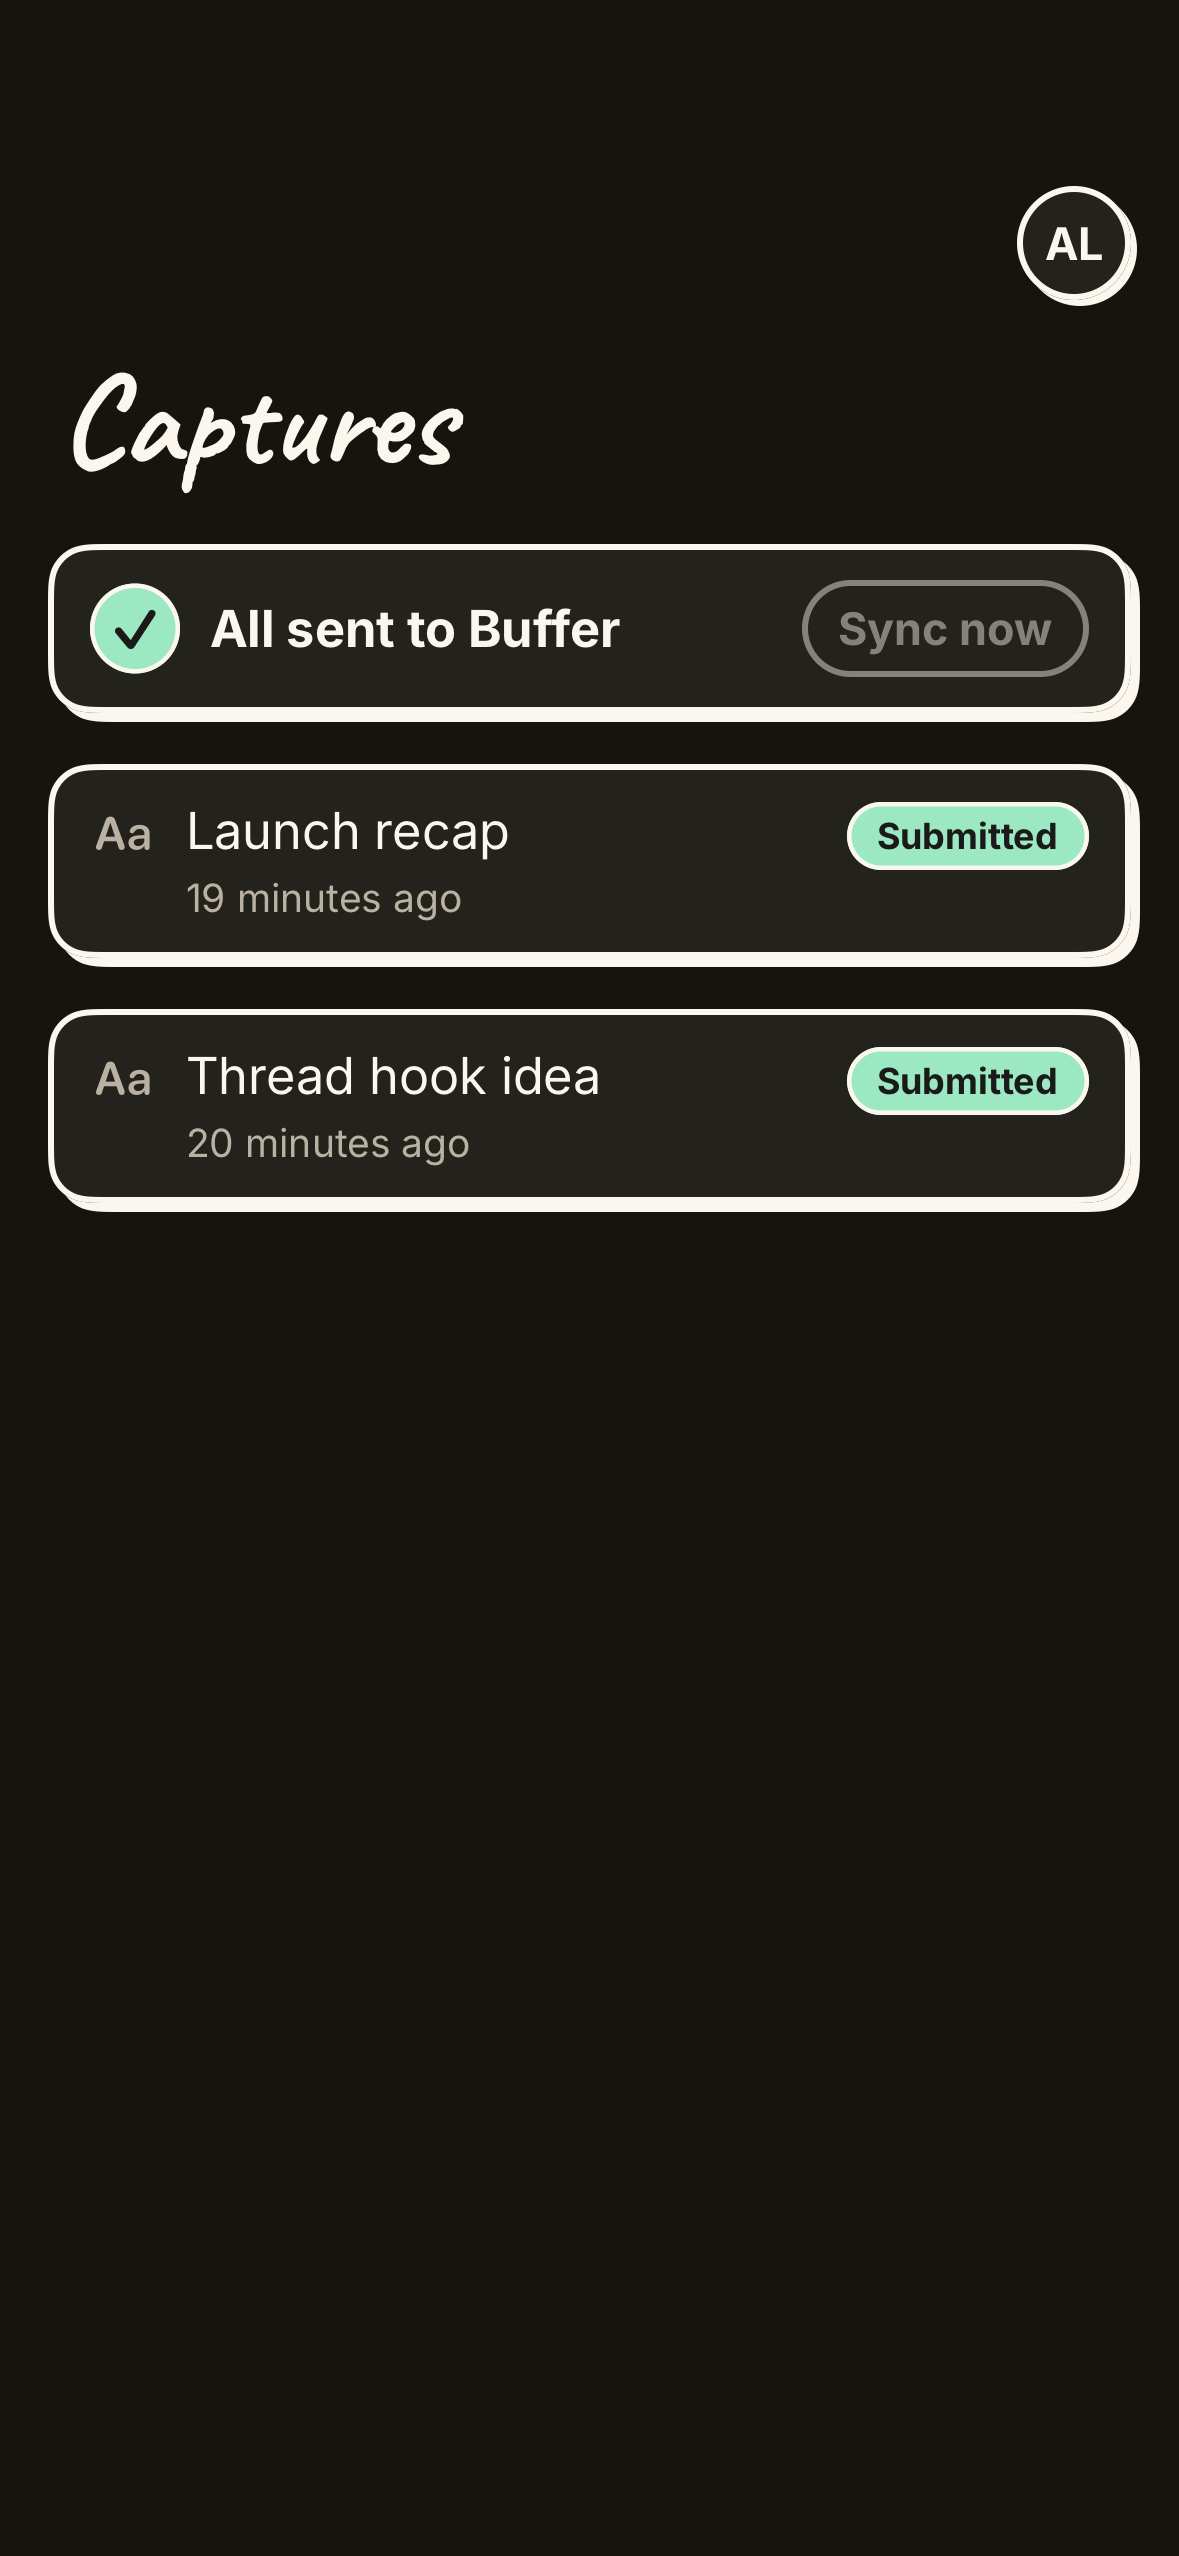 AL
Captures
All sent to Buffer
Sync now
Aa Launch recap
Submitted
19 minutes ago
Aa Thread hook idea
Submitted
20 minutes ago